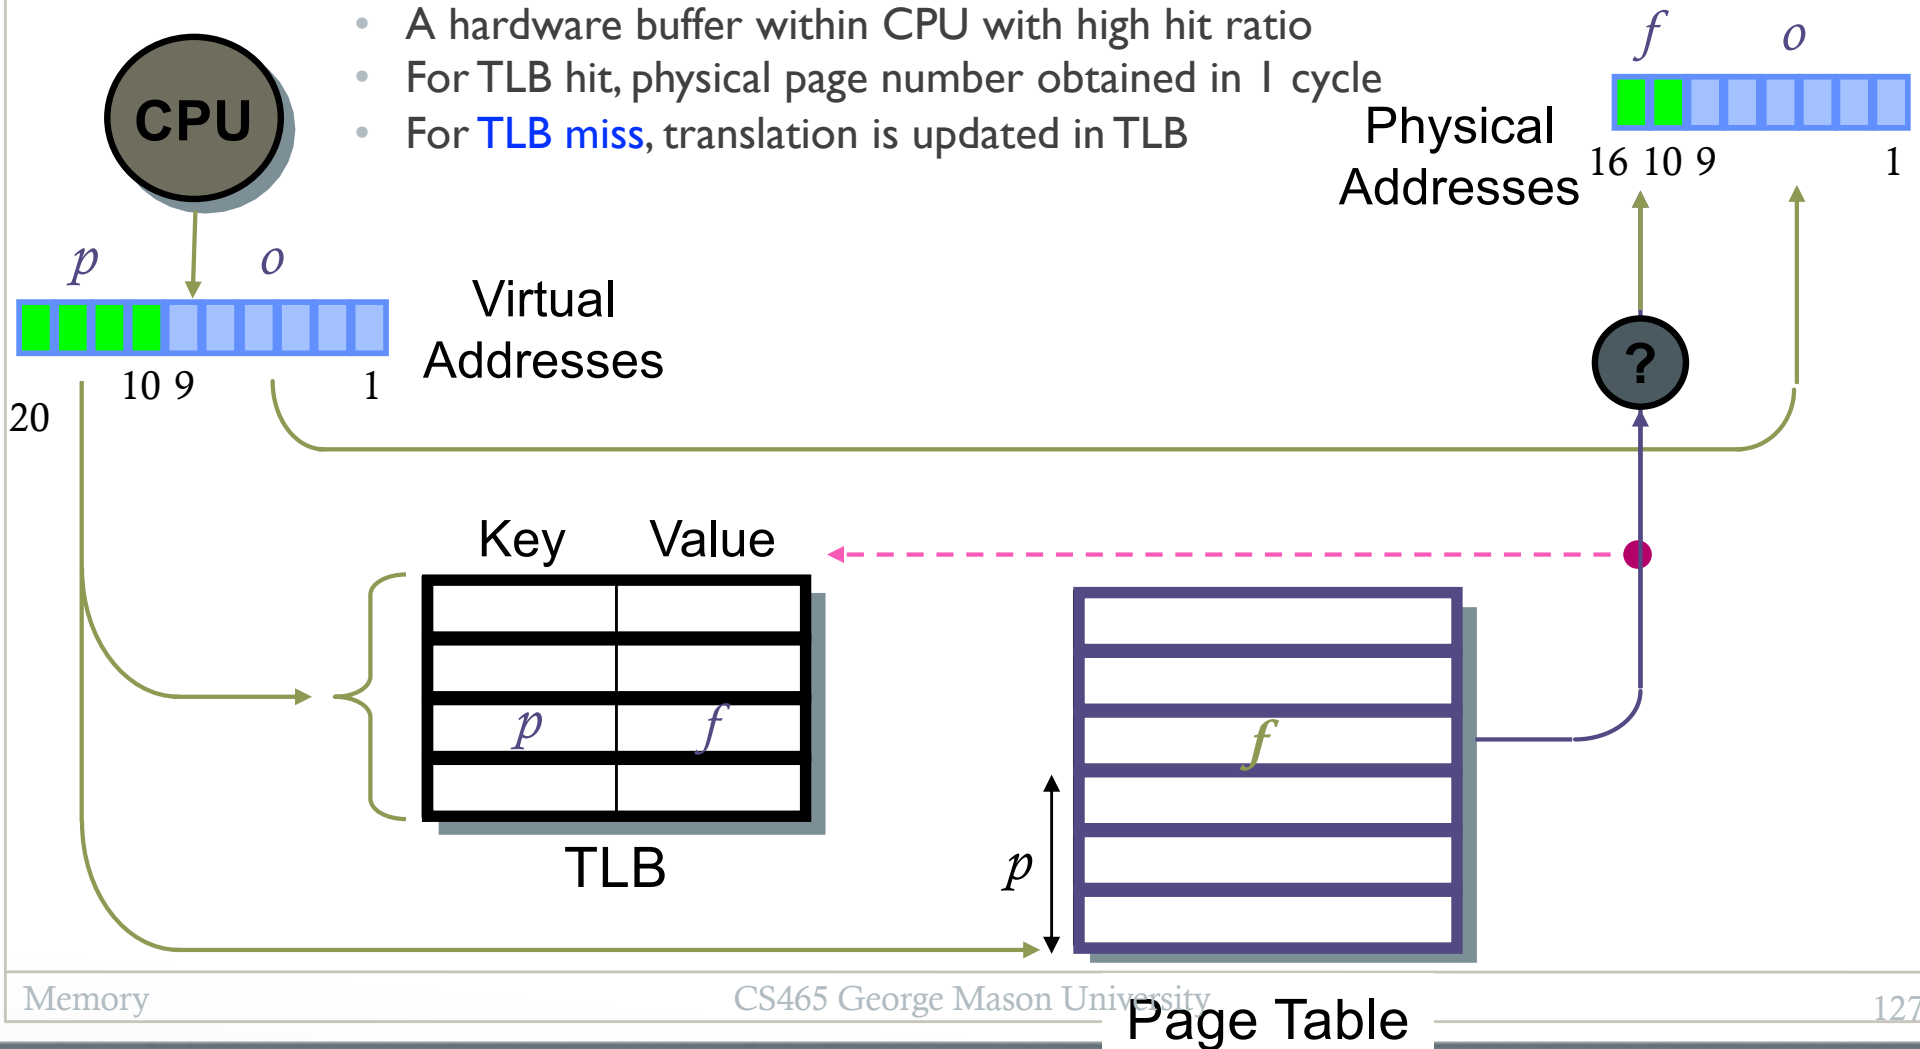 • A hardware buffer within CPU with high hit ratio
• For TLB hit, physical page number obtained in 1 cycle
• For TLB miss, translation is updated in TLB
CPU
f o
Physical
Addresses
16 10 9 1
p o
Virtual
Addresses
20 10 9 1
?
Key Value
p f
TLB
f
p
Page Table
Memory
CS465 George Mason University
127